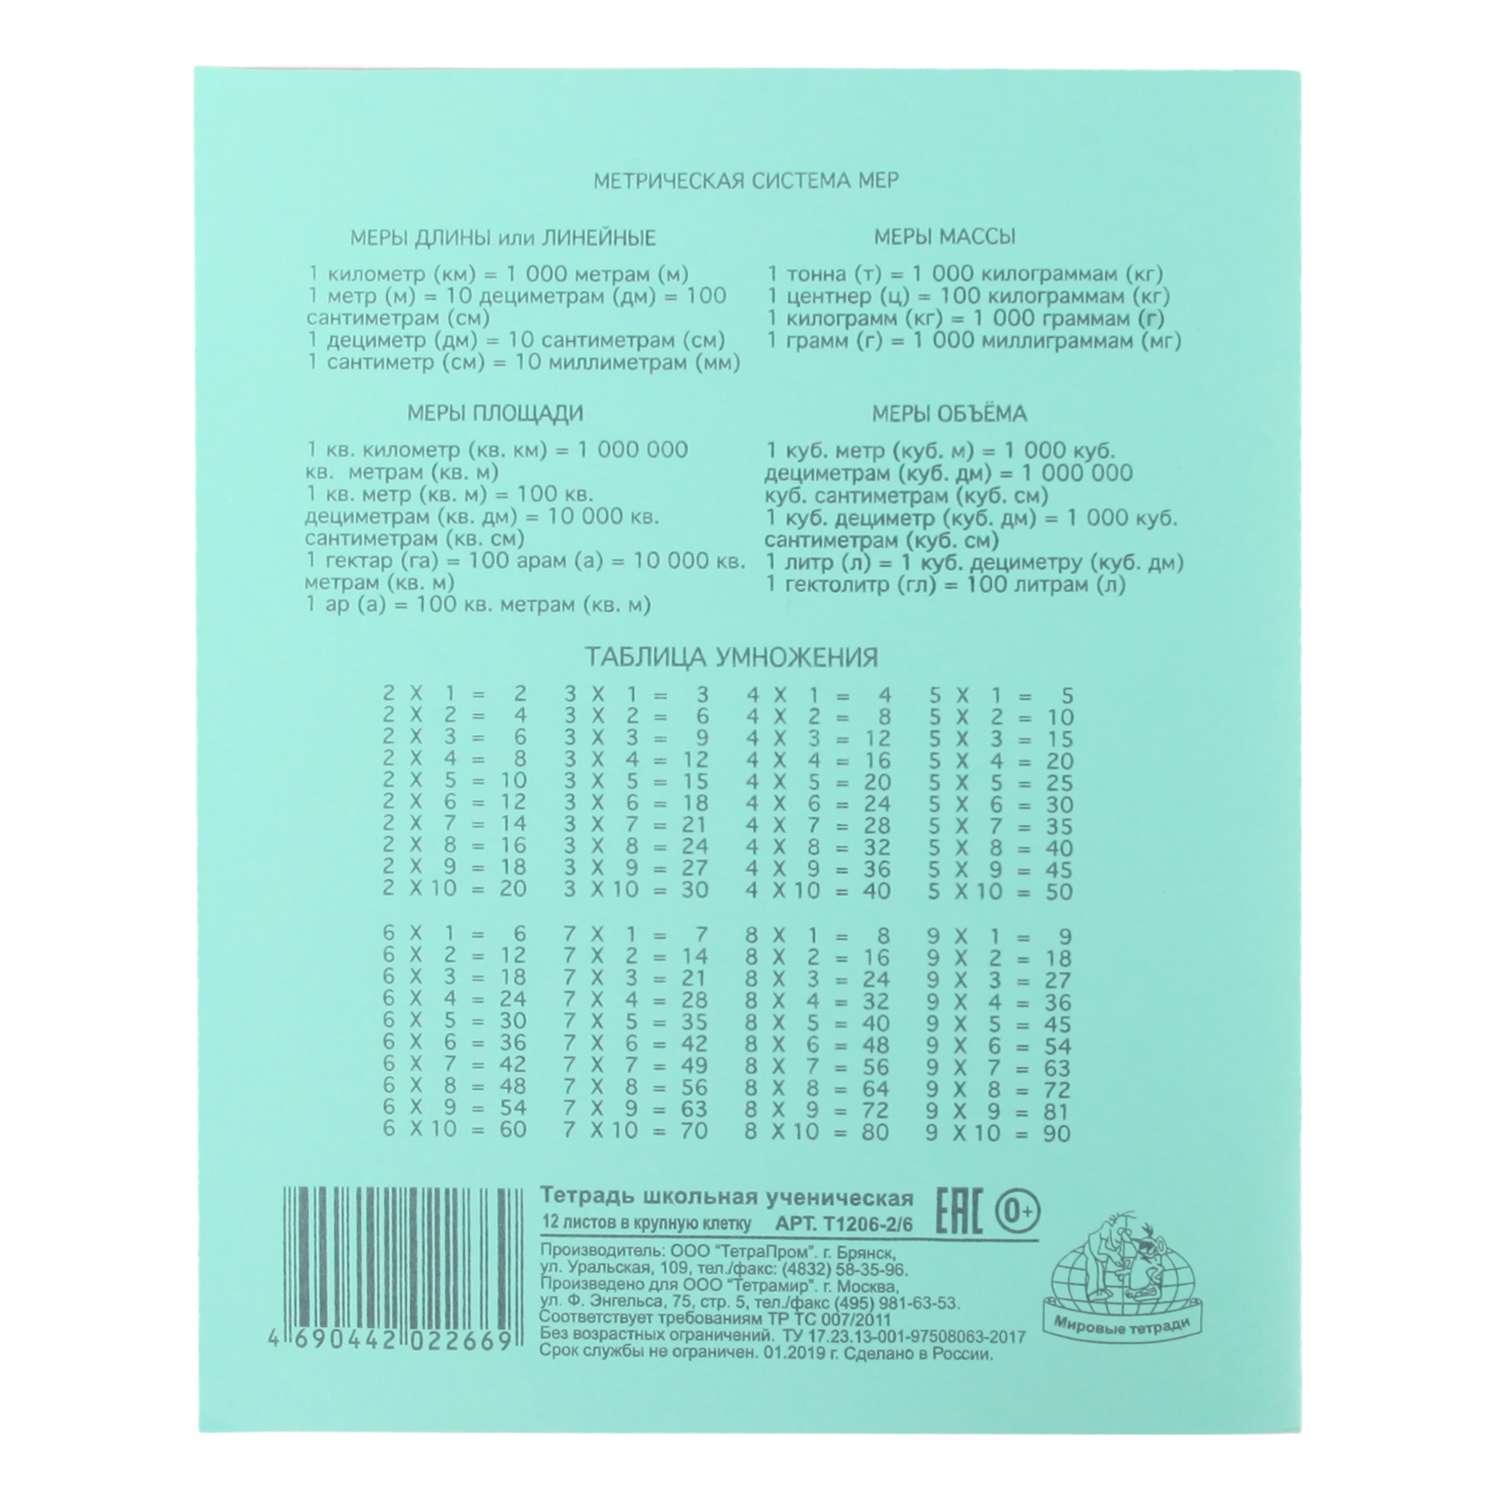 МЕТРИЧЕСКАЯ СИСТЕМА МЕР
МЕРЫ ДЛИНЫ или ЛИНЕЙНЫЕ
1 километр (км) = 1 000 метрам (м)
1 метр (м) = 10 дециметрам (дм) = 100
сантиметрам (см)
1 дециметр (дм) = 10 сантиметрам (см)
1 сантиметр (см) = 10 миллиметрам (мм)
МЕРЫ МАССЫ
1 тонна (т) = 1 000 килограммам (кг)
1 центнер (ц) = 100 килограммам (кг)
1 килограмм (кг) = 1 000 граммам (г)
1 грамм (г) = 1 000 миллиграммам (мг)
МЕРЫ ПЛОЩАДИ
1 кв. километр (кв. км) = 1 000 000
кв. метрам (кв. м)
1 кв. метр (кв. м) = 100 кв.
дециметрам (кв. дм) = 10 000 кв.
сантиметрам (кв. см)
1 гектар (га) = 100 арам (а) = 10 000 кв.
метрам (кв. м)
1 ар (а) = 100 кв. метрам (кв. м)
МЕРЫ ОБЪЁМА
1 куб. метр (куб. м) = 1 000 куб.
дециметрам (куб. дм) = 1 000 000
куб. сантиметрам (куб. см)
1 куб. дециметр (куб. дм) = 1 000 куб.
сантиметрам (куб. см)
1 литр (л) = 1 куб. дециметру (куб. дм)
1 гектолитр (гл) = 100 литрам (л)
ТАБЛИЦА УМНОЖЕНИЯ
2 X 1 = 2 3 X 1 = 3 4 X 1 = 4 5 X 1 = 5
2 X 2 = 4 3 X 2 = 6 4 X 2 = 8 5 X 2 = 10
2 X 3 = 6 3 X 3 = 9 4 X 3 = 12 5 X 3 = 15
2 X 4 = 8 3 X 4 = 12 4 X 4 = 16 5 X 4 = 20
2 X 5 = 10 3 X 5 = 15 4 X 5 = 20 5 X 5 = 25
2 X 6 = 12 3 X 6 = 18 4 X 6 = 24 5 X 6 = 30
2 X 7 = 14 3 X 7 = 21 4 X 7 = 28 5 X 7 = 35
2 X 8 = 16 3 X 8 = 24 4 X 8 = 32 5 X 8 = 40
2 X 9 = 18 3 X 9 = 27 4 X 9 = 36 5 X 9 = 45
2 X 10 = 20 3 X 10 = 30 4 X 10 = 40 5 X 10 = 50
6 X 1 = 6 7 X 1 = 7 8 X 1 = 8 9 X 1 = 9
6 X 2 = 12 7 X 2 = 14 8 X 2 = 16 9 X 2 = 18
6 X 3 = 18 7 X 3 = 21 8 X 3 = 24 9 X 3 = 27
6 X 4 = 24 7 X 4 = 28 8 X 4 = 32 9 X 4 = 36
6 X 5 = 30 7 X 5 = 35 8 X 5 = 40 9 X 5 = 45
6 X 6 = 36 7 X 6 = 42 8 X 6 = 48 9 X 6 = 54
6 X 7 = 42 7 X 7 = 49 8 X 7 = 56 9 X 7 = 63
6 X 8 = 48 7 X 8 = 56 8 X 8 = 64 9 X 8 = 72
6 X 9 = 54 7 X 9 = 63 8 X 9 = 72 9 X 9 = 81
6 X 10 = 60 7 X 10 = 70 8 X 10 = 80 9 X 10 = 90
4 690442 022669
Тетрадь школьная ученическая
12 листов в крупную клетку АРТ. Т1206-2/6
EAC 0+
Производитель: ООО "ТетраПром". г. Брянск,
ул. Уральская, 109, тел./факс: (4832) 58-35-96.
Произведено для ООО "Тетрамир". г. Москва,
ул. Ф. Энгельса, 75, стр. 5, тел./факс (495) 981-63-53.
Соответствует требованиям ТР ТС 007/2011
Без возрастных ограничений. ТУ 17.23.13-001-97508063-2017
Срок службы не ограничен. 01.2019 г. Сделано в России.
Мировые тетради